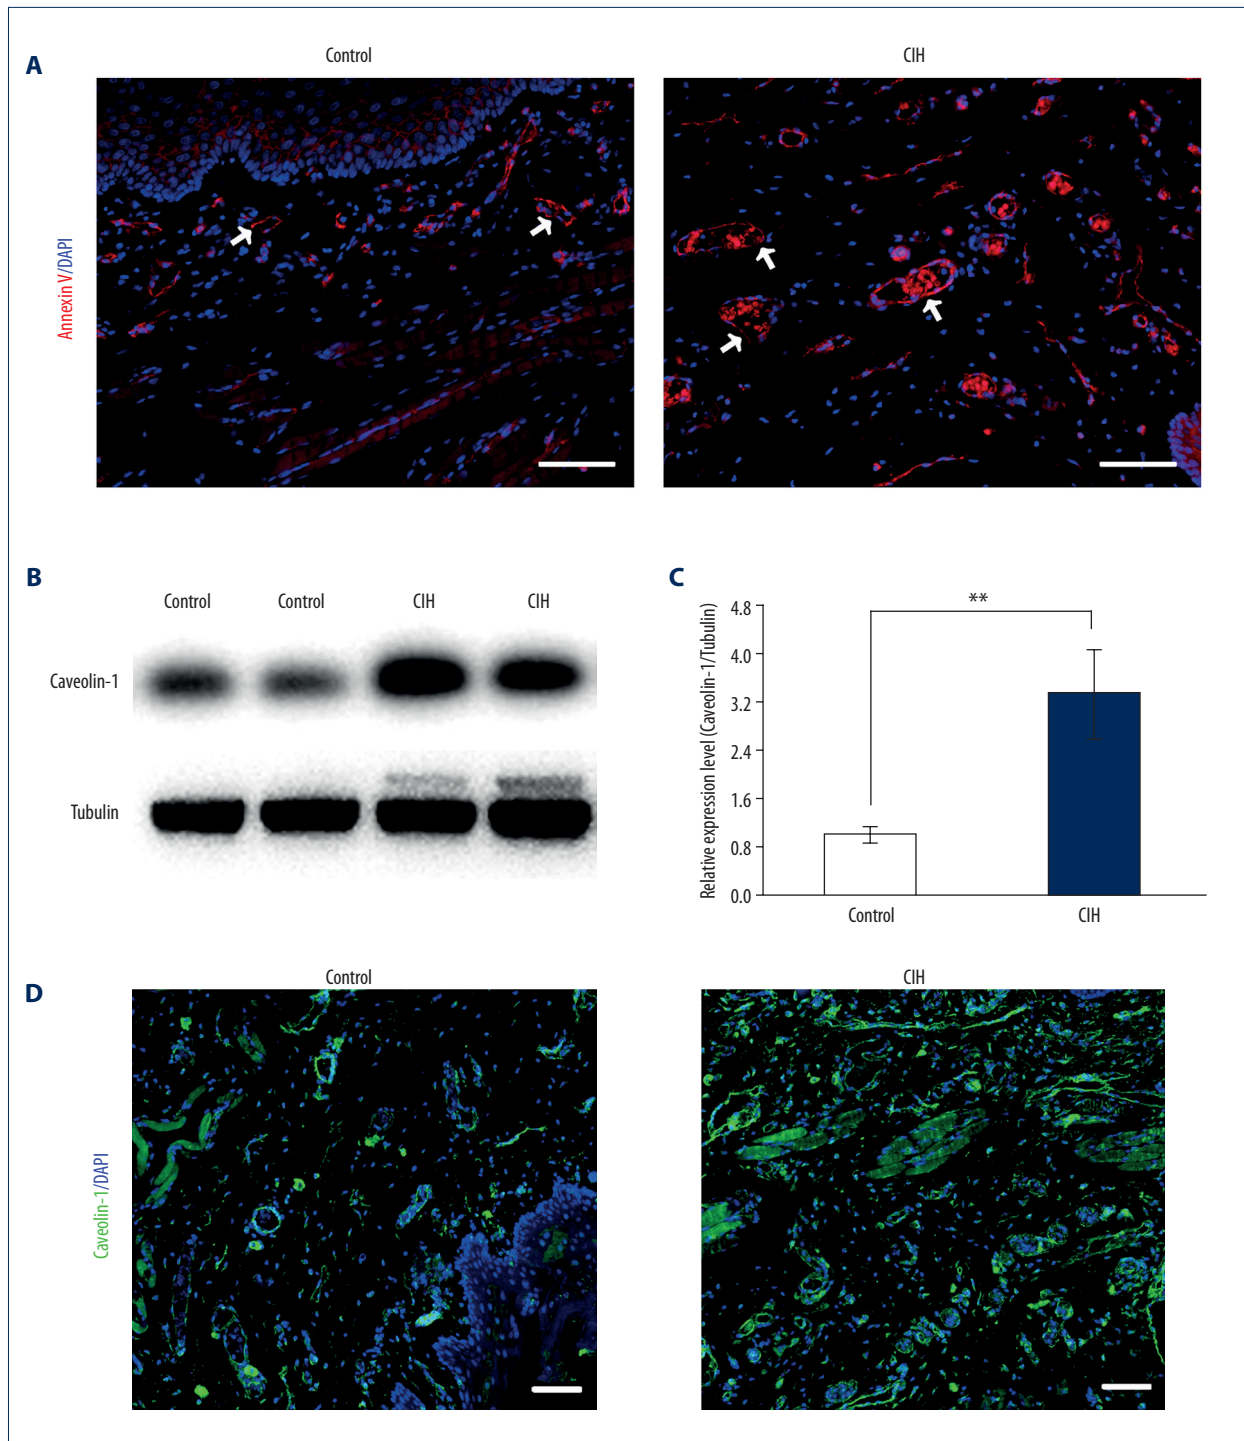 A
Control
CIH
Annexin V/DAPI
B
Control
Control
CIH
CIH
Caveolin-1
Tubulin
C
**
Relative expression level (Caveolin-1/Tubulin)
4.8
4.0
3.2
2.4
1.6
0.8
0.0
Control
CIH
D
Control
CIH
Caveolin-1/DAPI